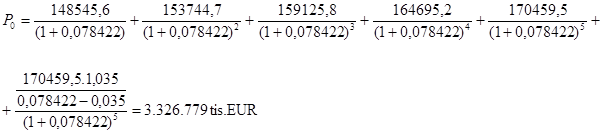 P₀ = 148545,6/(1+0,078422) + 153744,7/(1+0,078422)² + 159125,8/(1+0,078422)³ + 164695,2/(1+0,078422)⁴ + 170459,5/(1+0,078422)⁵ +
+ (170459,5.1,035/(0,078422−0,035))/(1+0,078422)⁵ = 3.326.779 tis.EUR